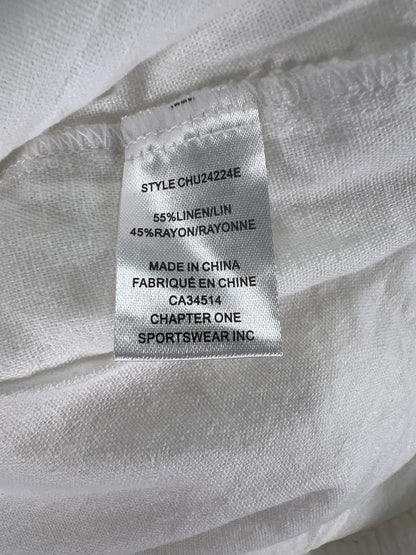 STYLE CHU24224E
55%LINEN/LIN
45%RAYON/RAYONNE
MADE IN CHINA
FABRIQUÉ EN CHINE
CA34514
CHAPTER ONE
SPORTSWEAR INC